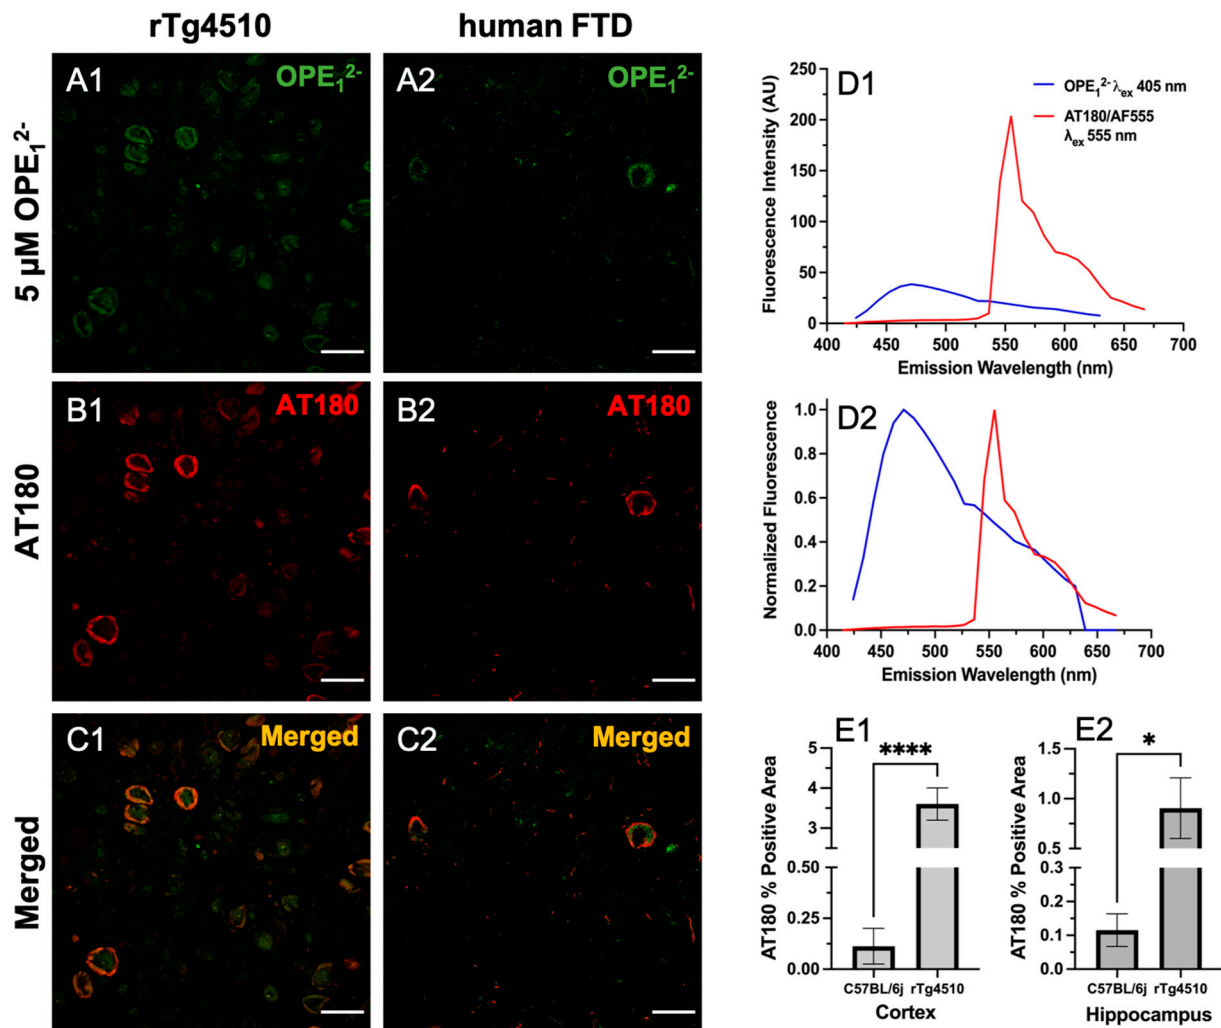 rTg4510
human FTD
5 µM OPE₁²⁻
A1
OPE₁²⁻
A2
OPE₁²⁻
AT180
B1
AT180
B2
AT180
Merged
C1
Merged
C2
Merged
D1
OPE₁²⁻ λex 405 nm
AT180/AF555
λex 555 nm
Fluorescence Intensity (AU)
250
200
150
100
50
0
400 450 500 550 600 650 700
Emission Wavelength (nm)
D2
Normalized Fluorescence
1.0
0.8
0.6
0.4
0.2
0.0
400 450 500 550 600 650 700
Emission Wavelength (nm)
E1
****
AT180 % Positive Area
5
4
3
0.50
0.25
0.00
C57BL/6j rTg4510
Cortex
E2
*
AT180 % Positive Area
1.5
1.0
0.5
0.3
0.2
0.1
0.0
C57BL/6j rTg4510
Hippocampus